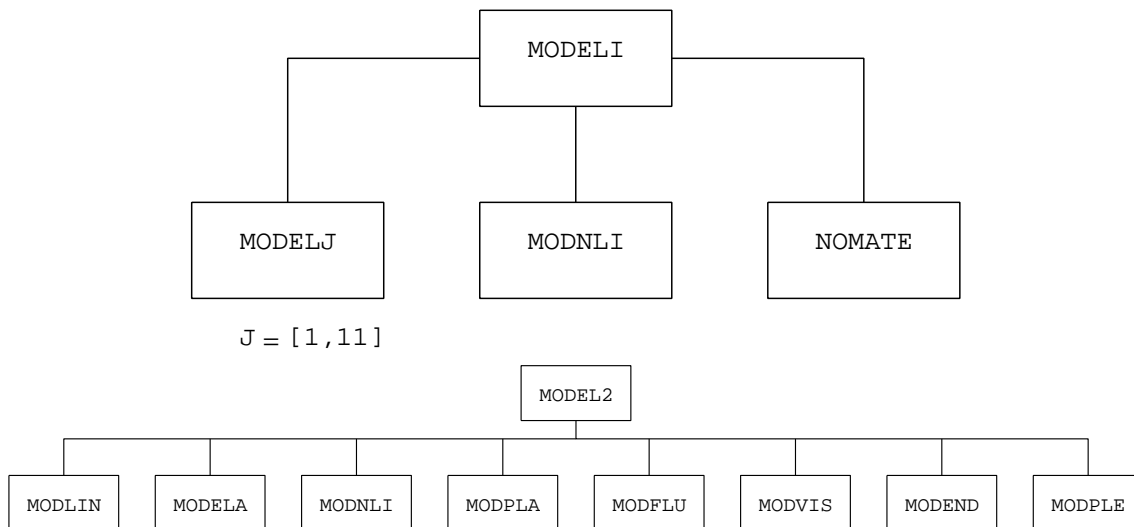 MODELI
MODELJ MODNLI NOMATE
J = [1,11]
MODEL2
MODLIN MODELA MODNLI MODPLA MODFLU MODVIS MODEND MODPLE